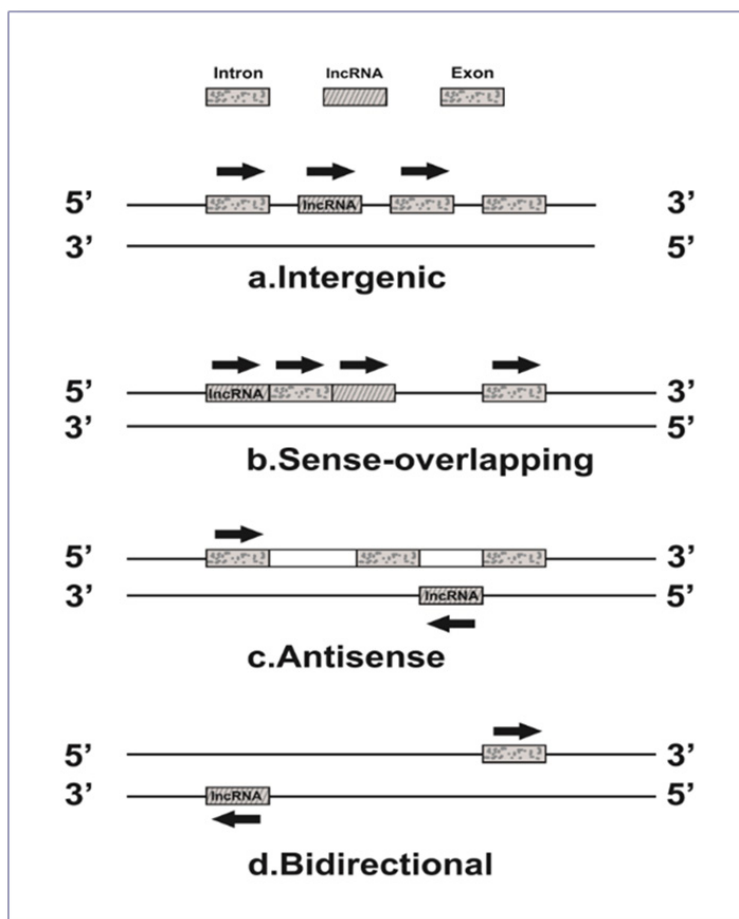 Intron lncRNA Exon
5’ lncRNA 3’
3’ 5’
a.Intergenic
5’ lncRNA 3’
3’ 5’
b.Sense-overlapping
5’ 3’
3’ lncRNA 5’
c.Antisense
5’ 3’
3’ lncRNA 5’
d.Bidirectional